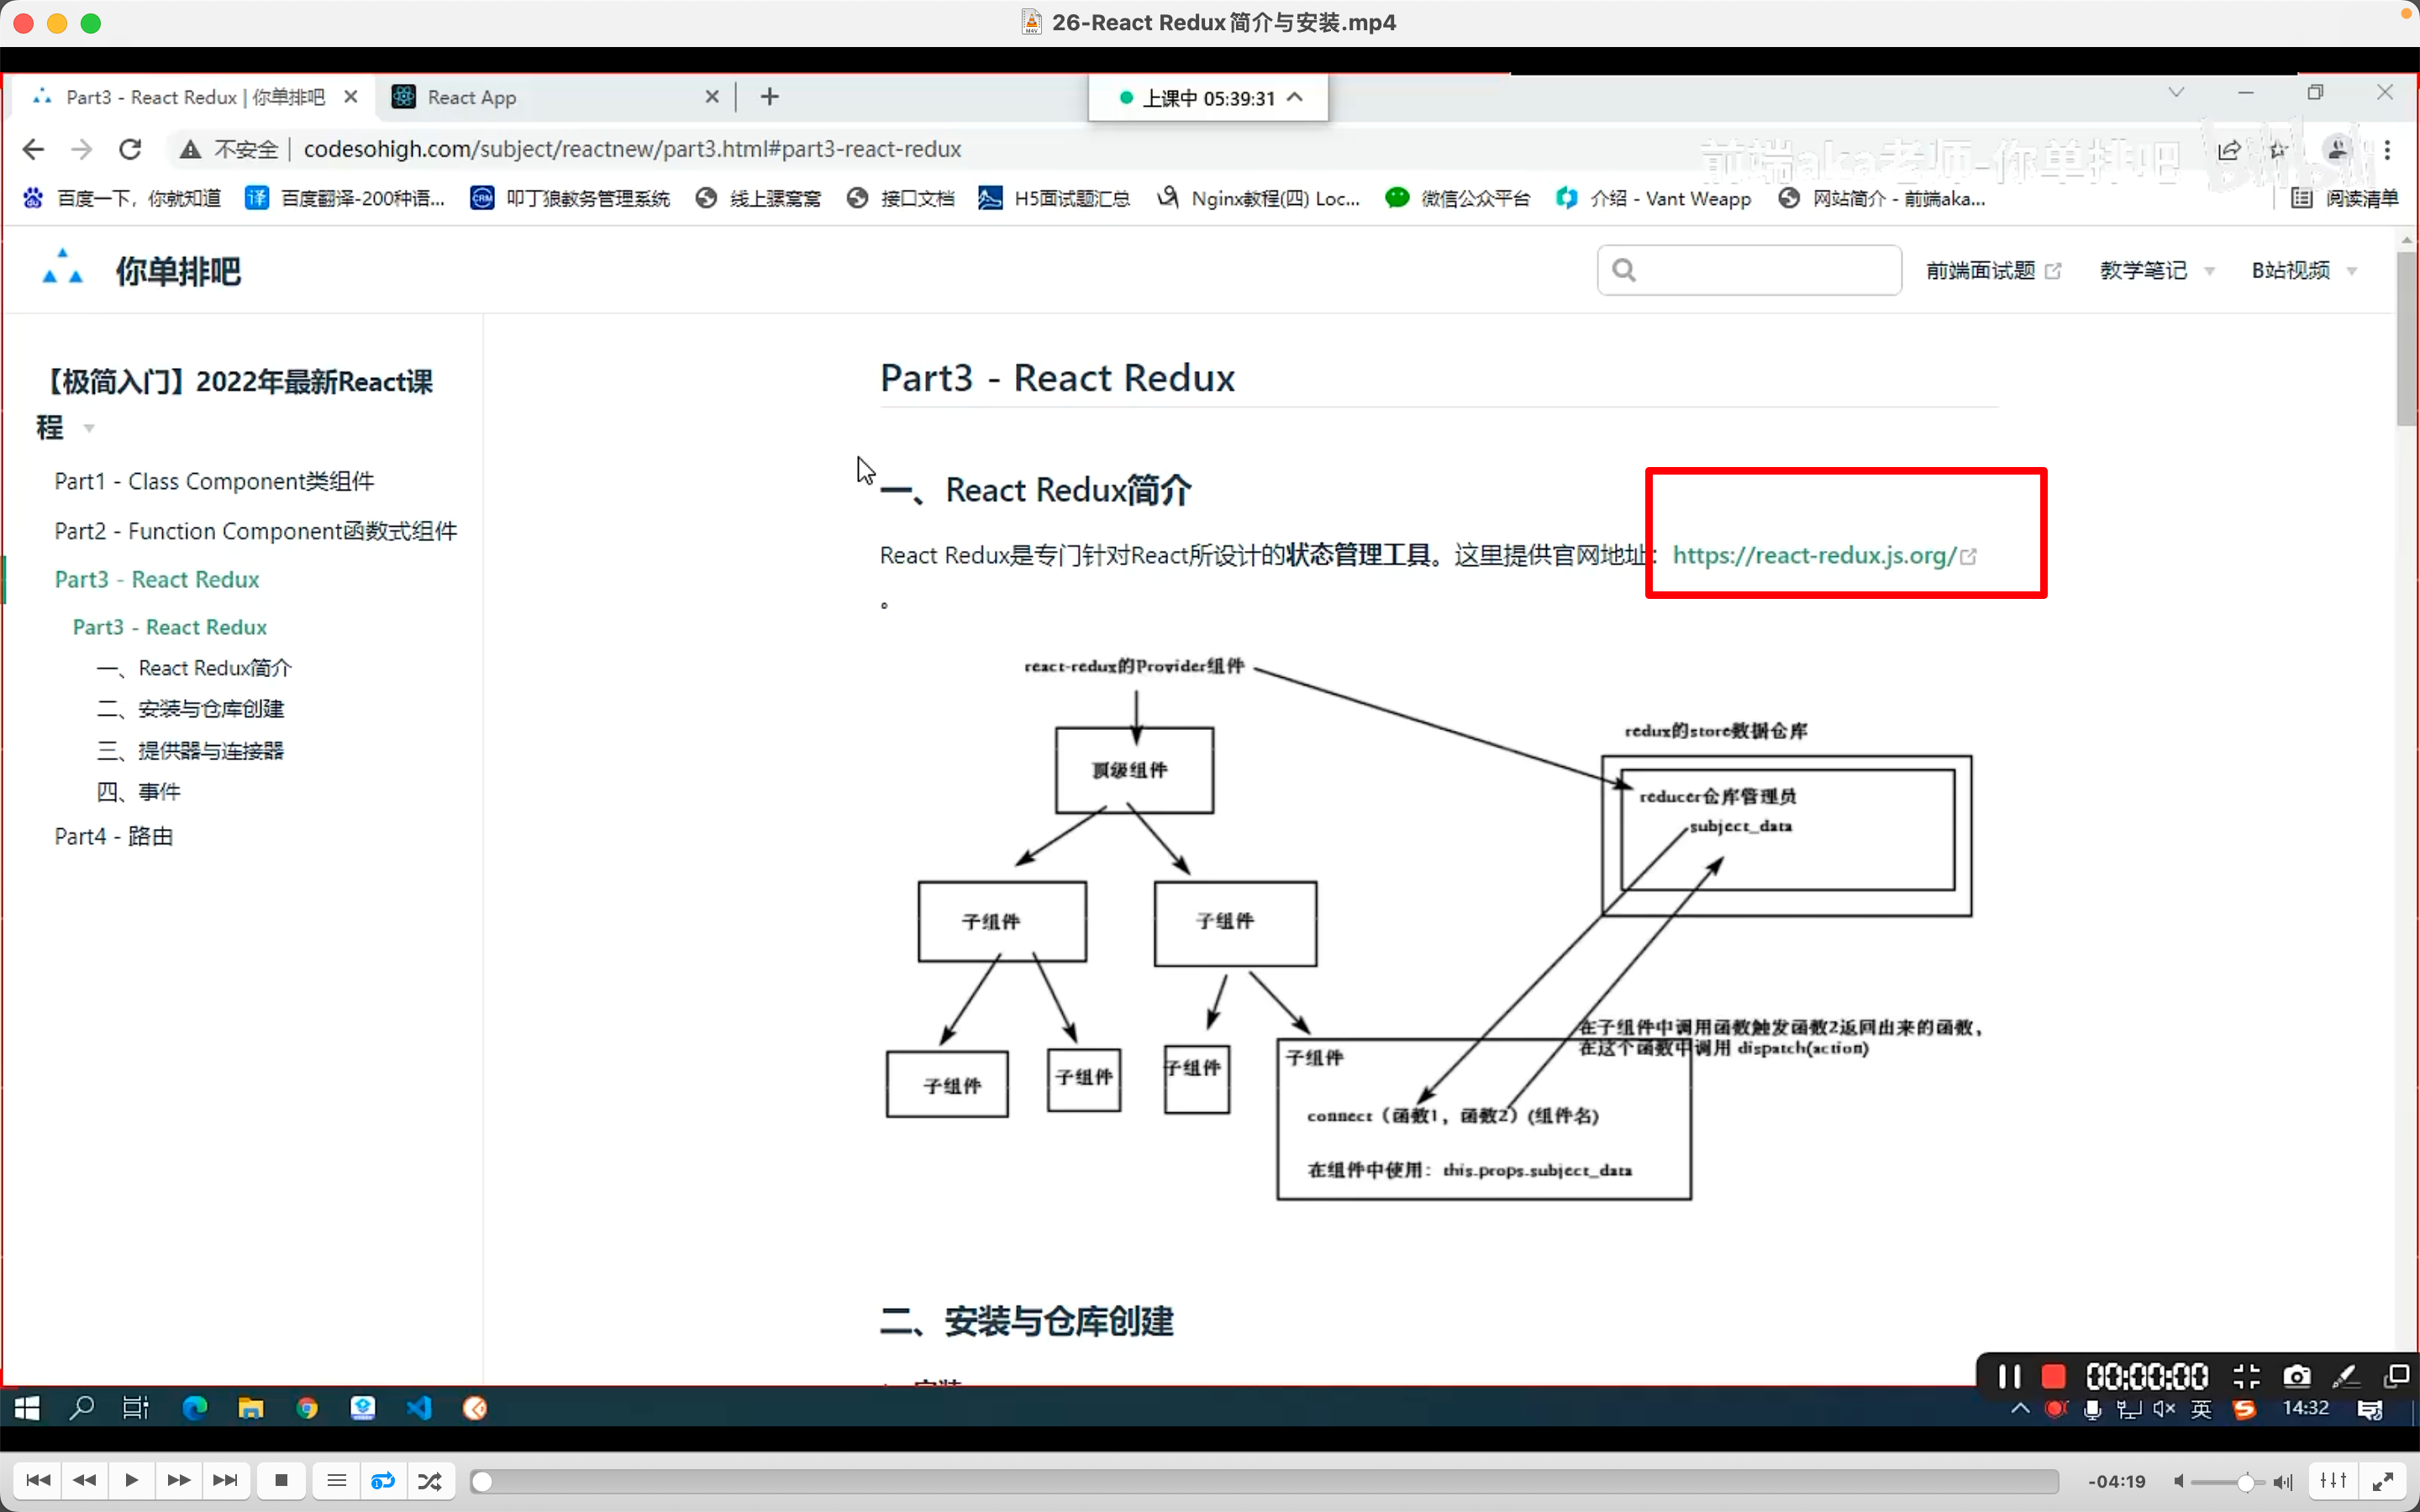 26-React Redux简介与安装.mp4
Part3 - React Redux | 你单排吧
React App
上课中 05:39:31
不安全
codesohigh.com/subject/reactnew/part3.html#part3-react-redux
前端aka老师-你单排吧
百度一下，你就知道
百度翻译-200种语...
叩丁狼教务管理系统
线上骡窝窝
接口文档
H5面试题汇总
Nginx教程(四) Loc...
微信公众平台
介绍 - Vant Weapp
网站简介 - 前端aka...
阅读清单
你单排吧
前端面试题
教学笔记
B站视频
【极简入门】2022年最新React课
程
Part1 - Class Component类组件
Part2 - Function Component函数式组件
Part3 - React Redux
Part3 - React Redux
一、React Redux简介
二、安装与仓库创建
三、提供器与连接器
四、事件
Part4 - 路由
Part3 - React Redux
一、React Redux简介
React Redux是专门针对React所设计的状态管理工具。这里提供官网地址：https://react-redux.js.org/
。
react-redux的Provider组件
顶级组件
子组件
子组件
子组件
子组件
子组件
子组件
connect（函数1，函数2）(组件名)
在组件中使用：this.props.subject_data
redux的store数据仓库
reducer仓库管理员
subject_data
在子组件中调用函数触发函数2返回出来的函数，
在这个函数中调用 dispatch(action)
二、安装与仓库创建
00:00:00
英
14:32
-04:19